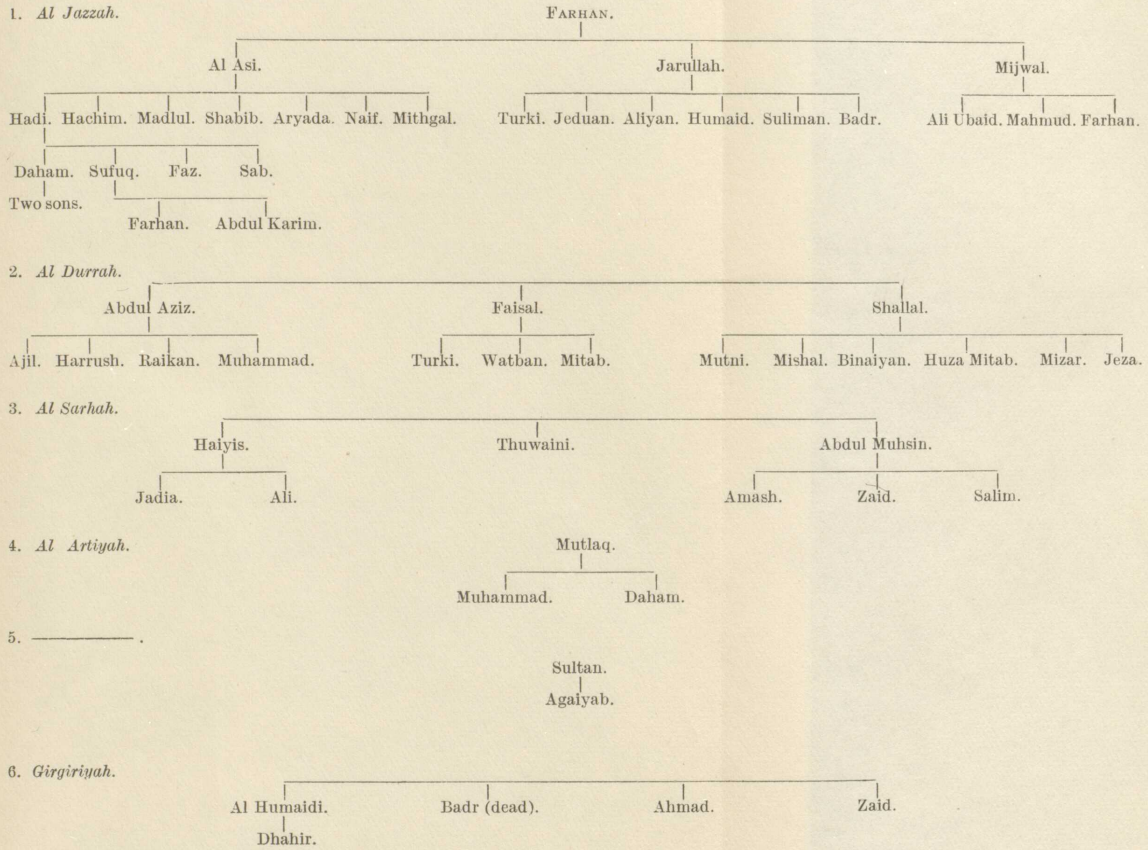 1. Al Jazzah.
FARHAN.
Al Asi. Jarullah. Mijwal.
Hadi. Hachim. Madlul. Shabib. Aryada. Naif. Mithgal. Turki. Jeduan. Aliyan. Humaid. Suliman. Badr. Ali Ubaid. Mahmud. Farhan.
Daham. Sufuq. Faz. Sab.
Two sons.
Farhan. Abdul Karim.
2. Al Durrah.
Abdul Aziz. Faisal. Shallal.
Ajil. Harrush. Raikan. Muhammad. Turki. Watban. Mitab. Mutni. Mishal. Binaiyan. Huza Mitab. Mizar. Jeza.
3. Al Sarhah.
Haiyis. Thuwaini. Abdul Muhsin.
Jadia. Ali. Amash. Zaid. Salim.
4. Al Artiyah.
Mutlaq.
Muhammad. Daham.
5. ———— .
Sultan.
Agaiyab.
6. Girgiriyah.
Al Humaidi. Badr (dead). Ahmad. Zaid.
Dhahir.